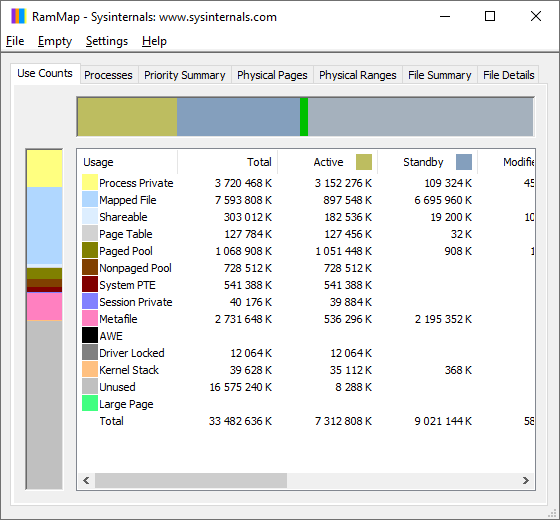 RamMap - Sysinternals: www.sysinternals.com
File Empty Settings Help
Use Counts Processes Priority Summary Physical Pages Physical Ranges File Summary File Details
Usage Total Active Standby Modifie
Process Private 3 720 468 K 3 152 276 K 109 324 K 45
Mapped File 7 593 808 K 897 548 K 6 695 960 K
Shareable 303 012 K 182 536 K 19 200 K 10
Page Table 127 784 K 127 456 K 32 K
Paged Pool 1 068 908 K 1 051 448 K 908 K 1
Nonpaged Pool 728 512 K 728 512 K
System PTE 541 388 K 541 388 K
Session Private 40 176 K 39 884 K
Metafile 2 731 648 K 536 296 K 2 195 352 K
AWE
Driver Locked 12 064 K 12 064 K
Kernel Stack 39 628 K 35 112 K 368 K
Unused 16 575 240 K 8 288 K
Large Page
Total 33 482 636 K 7 312 808 K 9 021 144 K 58